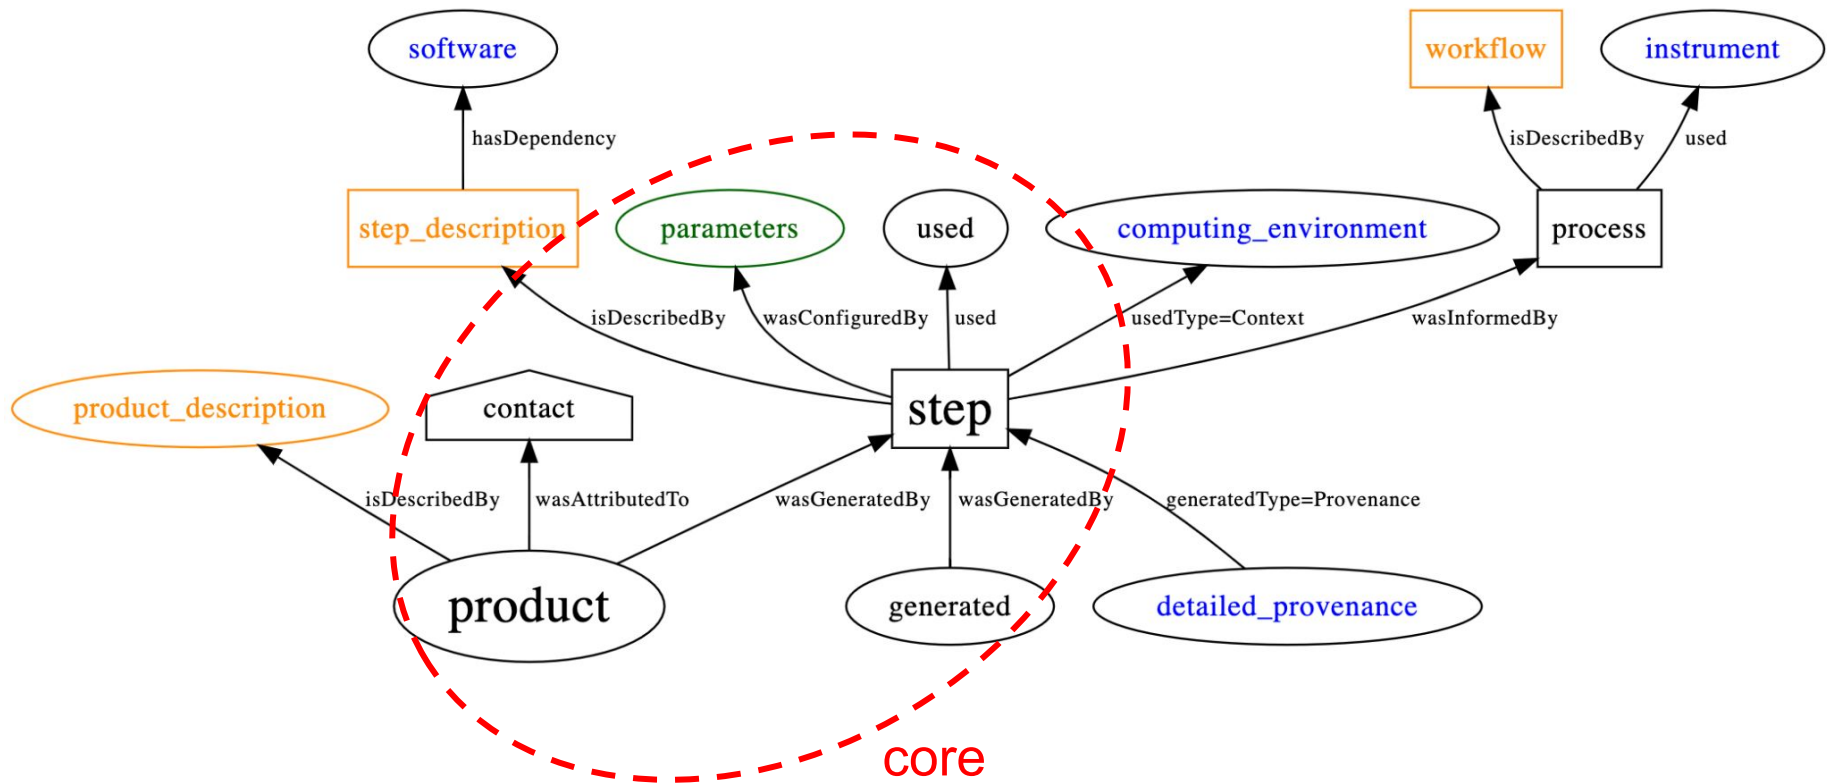 software
workflow
instrument
hasDependency
isDescribedBy
used
step_description
parameters
used
computing_environment
process
isDescribedBy
wasConfiguredBy
used
usedType=Context
wasInformedBy
product_description
contact
step
isDescribedBy
wasAttributedTo
wasGeneratedBy
wasGeneratedBy
generatedType=Provenance
product
generated
detailed_provenance
core